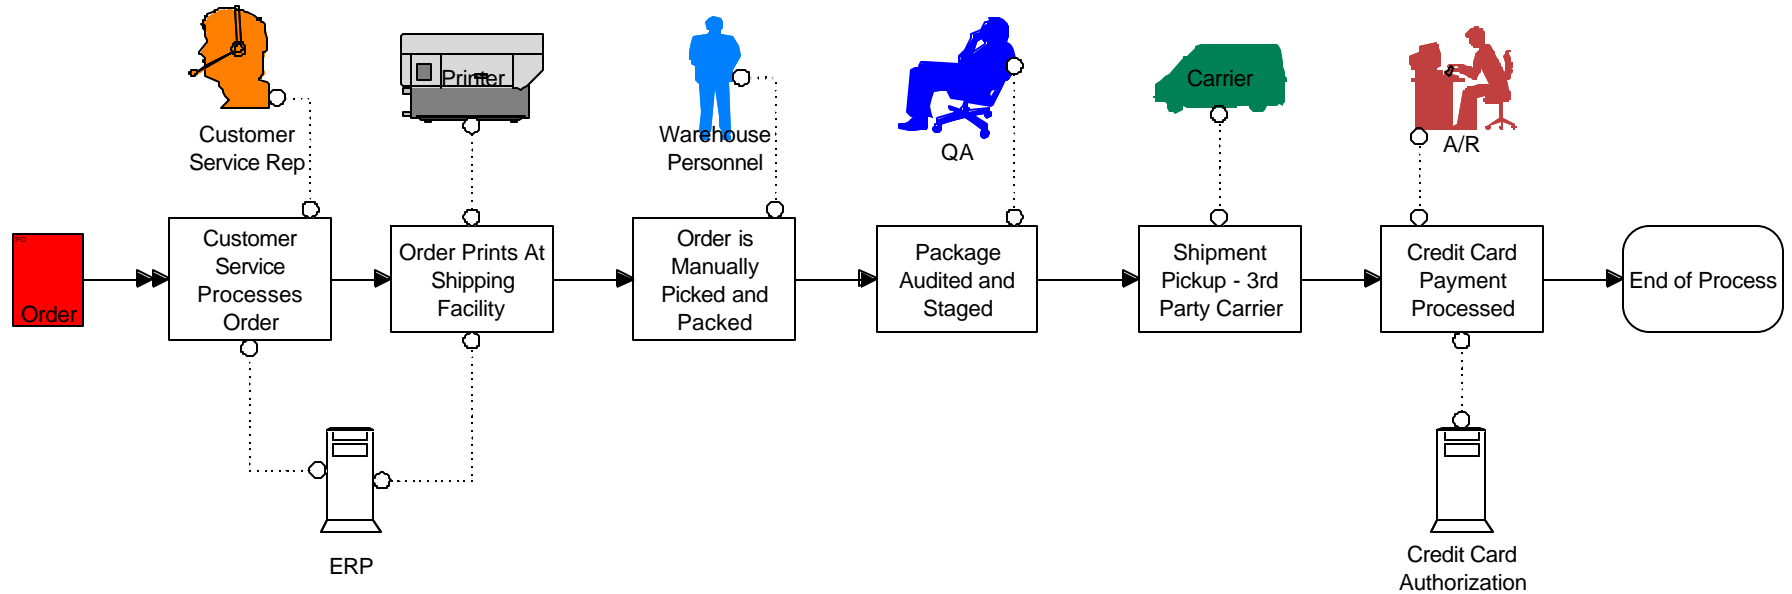 Printer
Carrier
Customer
Service Rep
Warehouse
Personnel
QA
A/R
PO
Order
Customer
Service
Processes
Order
Order Prints At
Shipping
Facility
Order is
Manually
Picked and
Packed
Package
Audited and
Staged
Shipment
Pickup - 3rd
Party Carrier
Credit Card
Payment
Processed
End of Process
ERP
Credit Card
Authorization